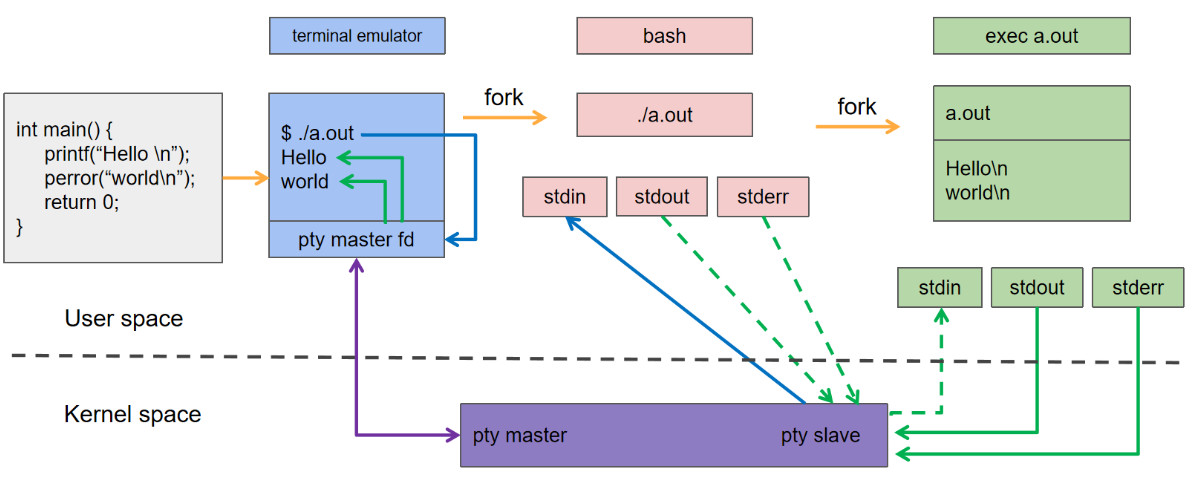 terminal emulator
bash
exec a.out
int main() {
printf(“Hello \n”);
perror(“world\n”);
return 0;
}
$ ./a.out
Hello
world
pty master fd
fork
./a.out
stdin
stdout
stderr
fork
a.out
Hello\n
world\n
stdin
stdout
stderr
User space
Kernel space
pty master
pty slave